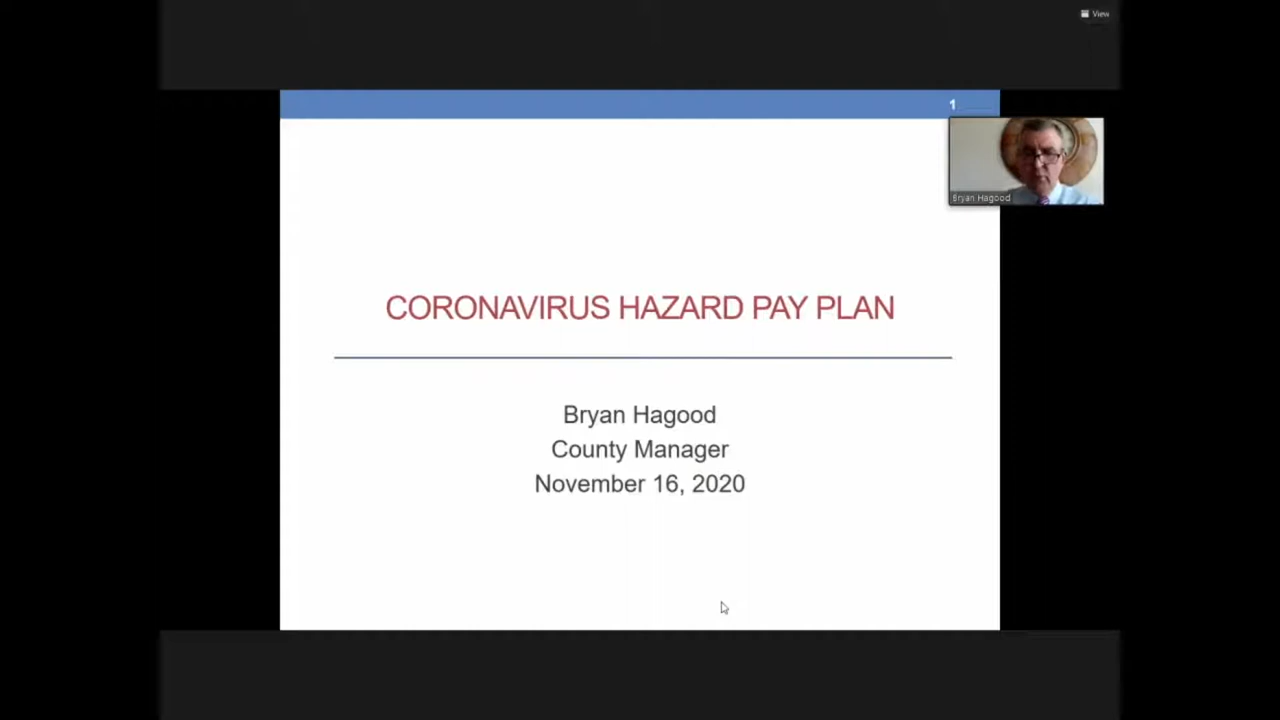 View
1
Bryan Hagood
CORONAVIRUS HAZARD PAY PLAN
Bryan Hagood
County Manager
November 16, 2020